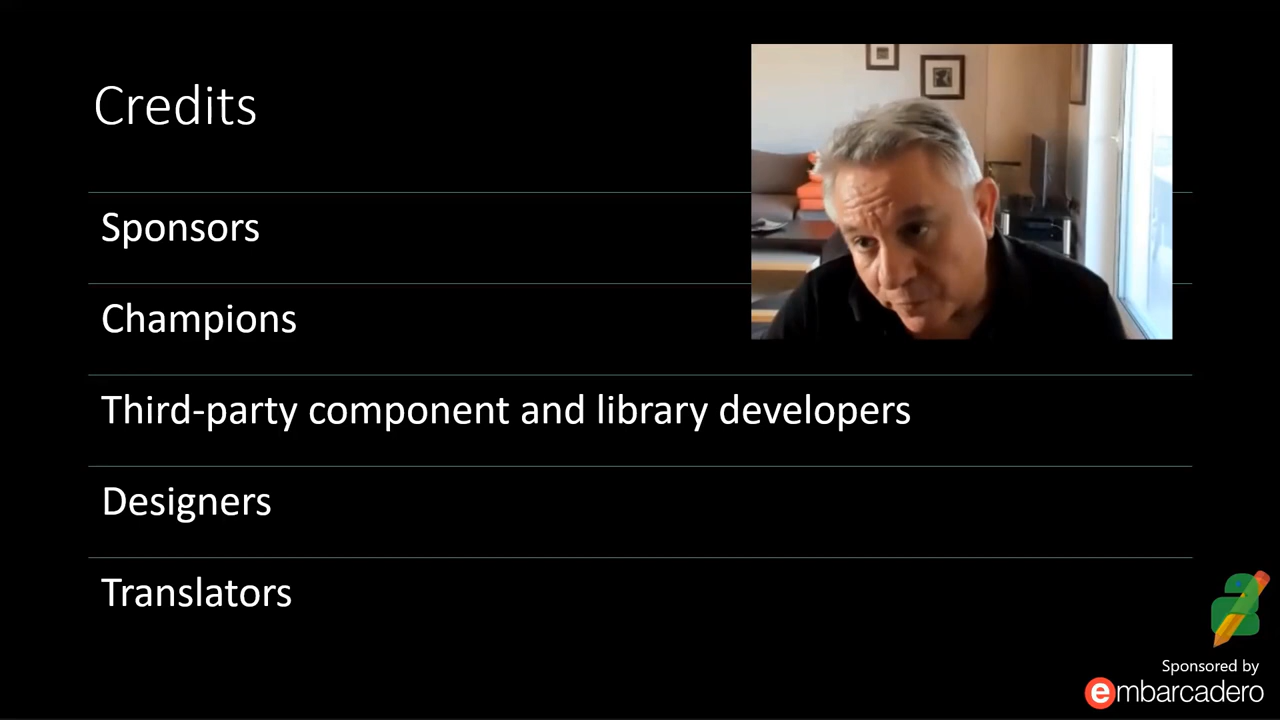 Credits
Sponsors
Champions
Third-party component and library developers
Designers
Translators
Sponsored by
embarcadero